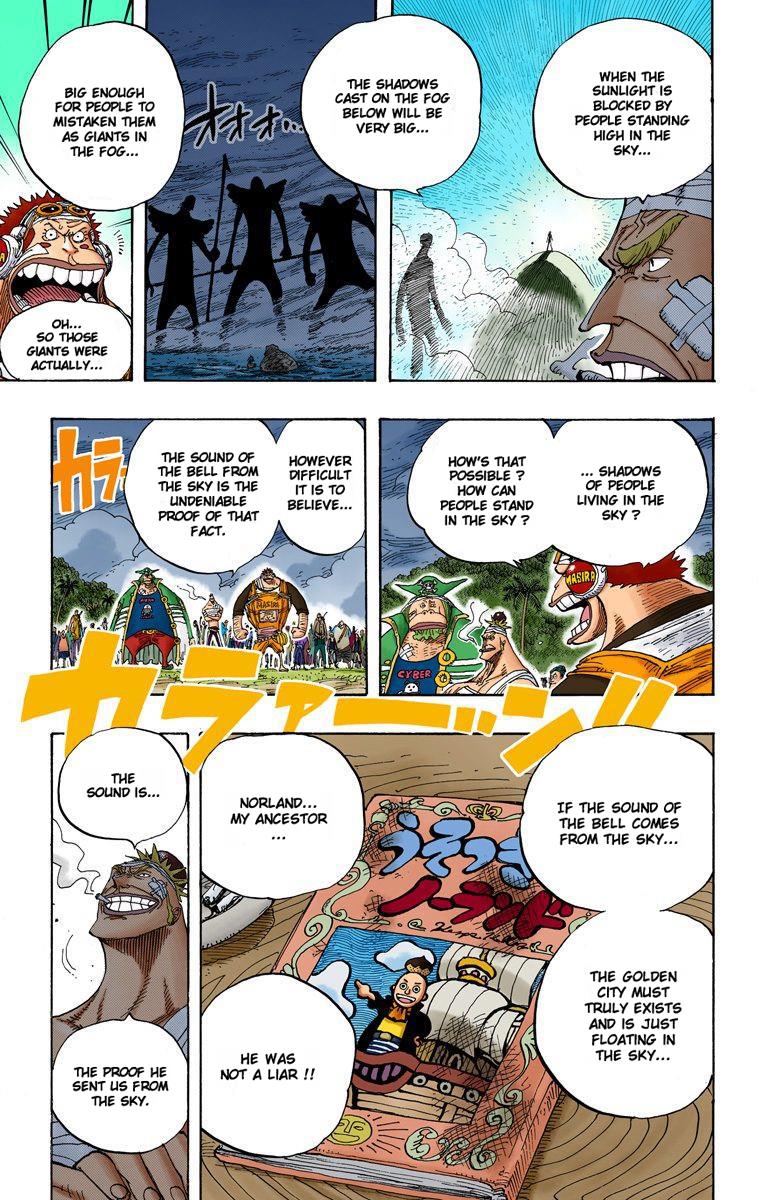 WHEN THE
SUNLIGHT IS
BLOCKED BY
PEOPLE STANDING
HIGH IN THE
SKY...
THE SHADOWS
CAST ON THE FOG
BELOW WILL BE
VERY BIG...
オオオ...
BIG ENOUGH
FOR PEOPLE TO
MISTAKEN THEM
AS GIANTS IN
THE FOG...
OH...
SO THOSE
GIANTS WERE
ACTUALLY...
... SHADOWS
OF PEOPLE
LIVING IN THE
SKY ?
HOW'S THAT
POSSIBLE ?
HOW CAN
PEOPLE STAND
IN THE SKY ?
MASIRA
CYBER
HOWEVER
DIFFICULT
IT IS TO
BELIEVE...
THE SOUND OF
THE BELL FROM
THE SKY IS THE
UNDENIABLE
PROOF OF THAT
FACT.
カラァ
MASIRA
カラァーッン!!
IF THE SOUND OF
THE BELL COMES
FROM THE SKY...
THE GOLDEN
CITY MUST
TRULY EXISTS
AND IS JUST
FLOATING IN
THE SKY...
NORLAND...
MY ANCESTOR
...
うそつき
ノーランド
HE WAS
NOT A LIAR !!
THE
SOUND IS...
THE PROOF HE
SENT US FROM
THE SKY.